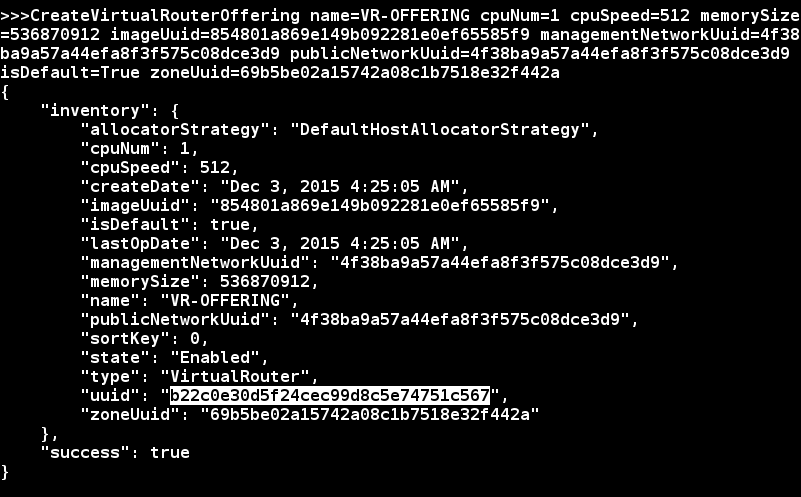 >>>CreateVirtualRouterOffering name=VR-OFFERING cpuNum=1 cpuSpeed=512 memorySize
=536870912 imageUuid=854801a869e149b092281e0ef65585f9 managementNetworkUuid=4f38
ba9a57a44efa8f3f575c08dce3d9 publicNetworkUuid=4f38ba9a57a44efa8f3f575c08dce3d9
isDefault=True zoneUuid=69b5be02a15742a08c1b7518e32f442a
{
    "inventory": {
        "allocatorStrategy": "DefaultHostAllocatorStrategy",
        "cpuNum": 1,
        "cpuSpeed": 512,
        "createDate": "Dec 3, 2015 4:25:05 AM",
        "imageUuid": "854801a869e149b092281e0ef65585f9",
        "isDefault": true,
        "lastOpDate": "Dec 3, 2015 4:25:05 AM",
        "managementNetworkUuid": "4f38ba9a57a44efa8f3f575c08dce3d9",
        "memorySize": 536870912,
        "name": "VR-OFFERING",
        "publicNetworkUuid": "4f38ba9a57a44efa8f3f575c08dce3d9",
        "sortKey": 0,
        "state": "Enabled",
        "type": "VirtualRouter",
        "uuid": "b22c0e30d5f24cec99d8c5e74751c567",
        "zoneUuid": "69b5be02a15742a08c1b7518e32f442a"
    },
    "success": true
}